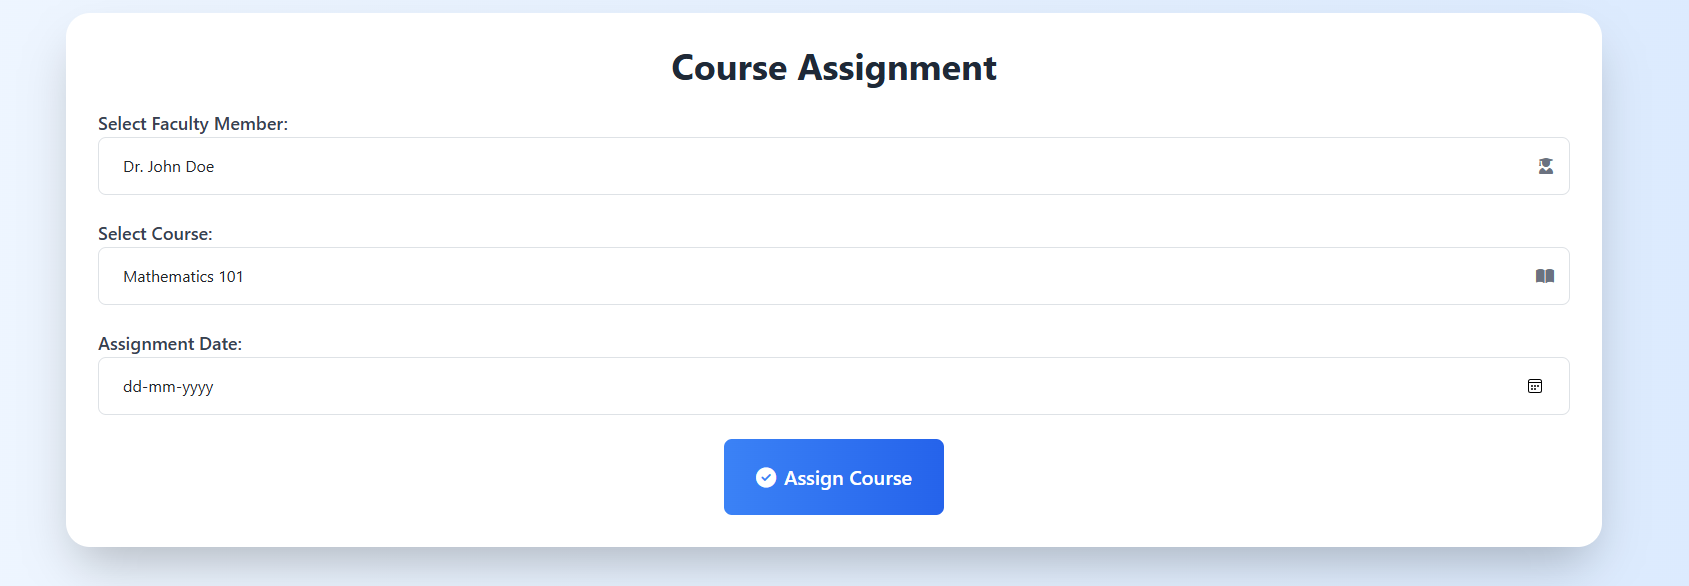 Course Assignment
Select Faculty Member:
Dr. John Doe
Select Course:
Mathematics 101
Assignment Date:
dd-mm-yyyy
Assign Course